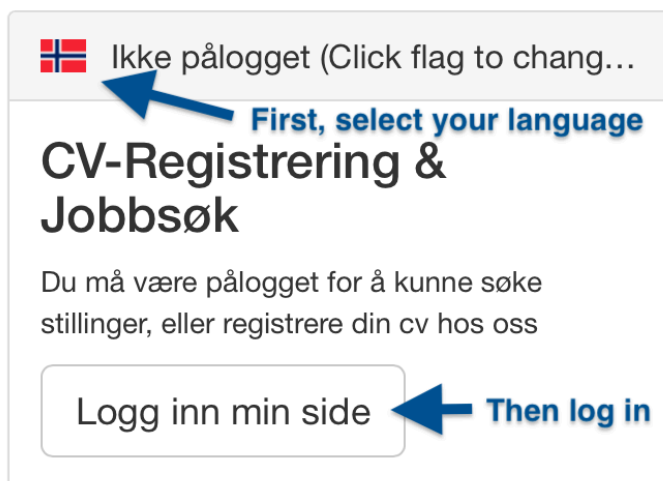 Ikke pålogget (Click flag to chang...
First, select your language
CV-Registrering &
Jobbsøk
Du må være pålogget for å kunne søke
stillinger, eller registrere din cv hos oss
Logg inn min side
Then log in